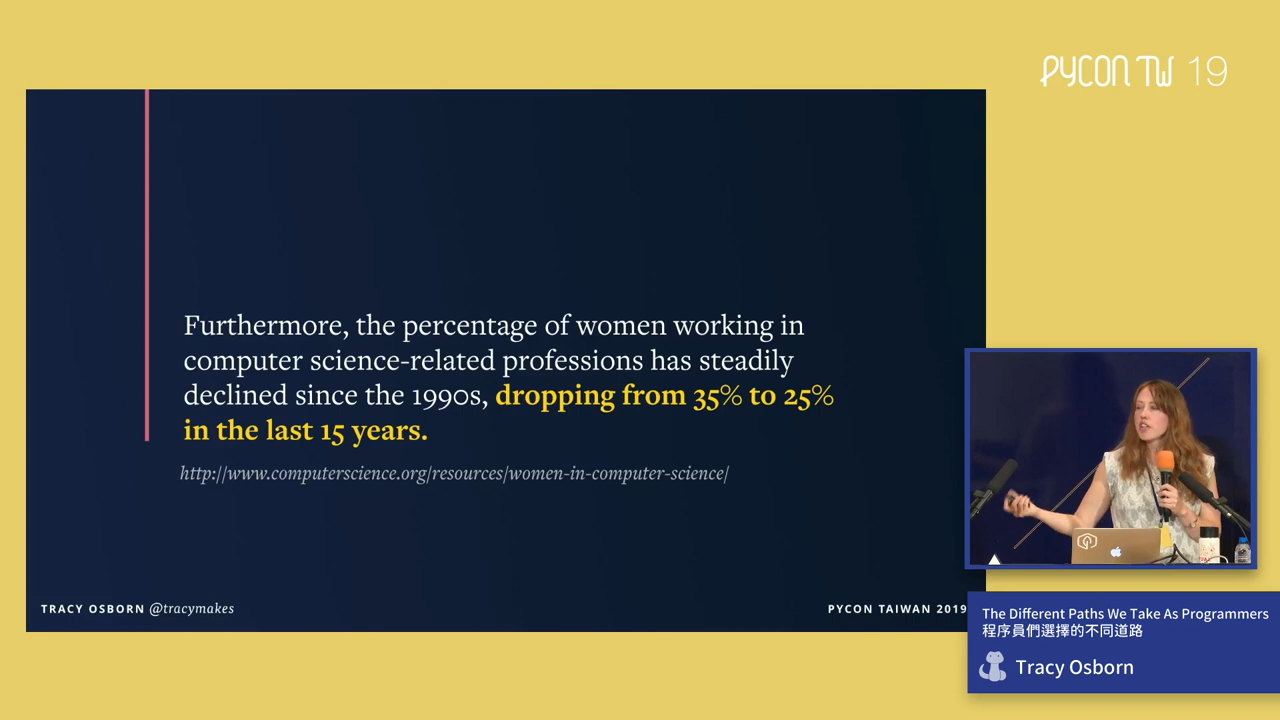 PYCON TW 19
Furthermore, the percentage of women working in
computer science-related professions has steadily
declined since the 1990s, dropping from 35% to 25%
in the last 15 years.
http://www.computerscience.org/resources/women-in-computer-science/
TRACY OSBORN @tracymakes
PYCON TAIWAN 2019
The Different Paths We Take As Programmers
程序員們選擇的不同道路
Tracy Osborn